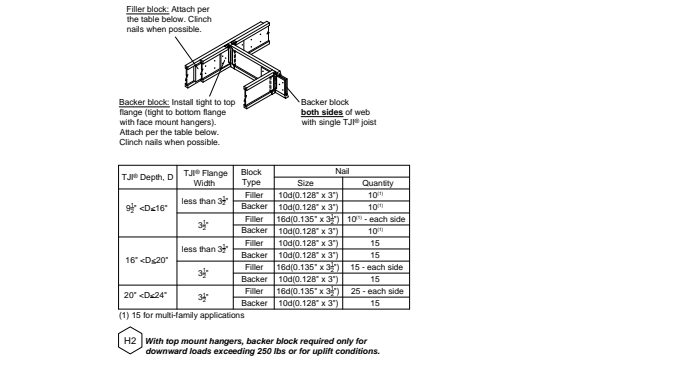 Filler block: Attach per
the table below. Clinch
nails when possible.
Backer block: Install tight to top
flange (tight to bottom flange
with face mount hangers).
Attach per the table below.
Clinch nails when possible.
Backer block
both sides of web
with single TJI® joist
TJI® Depth, D TJI® Flange Width Block Type Nail
Size Quantity
9½" <D≤16" less than 3½" Filler 10d(0.128" x 3") 10(1)
Backer 10d(0.128" x 3") 10(1)
3½" Filler 16d(0.135" x 3½") 10(1) - each side
Backer 10d(0.128" x 3") 10(1)
16" <D≤20" less than 3½" Filler 10d(0.128" x 3") 15
Backer 10d(0.128" x 3") 15
3½" Filler 16d(0.135" x 3½") 15 - each side
Backer 10d(0.128" x 3") 15
20" <D≤24" 3½" Filler 16d(0.135" x 3½") 25 - each side
Backer 10d(0.128" x 3") 15
(1) 15 for multi-family applications
H2 With top mount hangers, backer block required only for
downward loads exceeding 250 lbs or for uplift conditions.